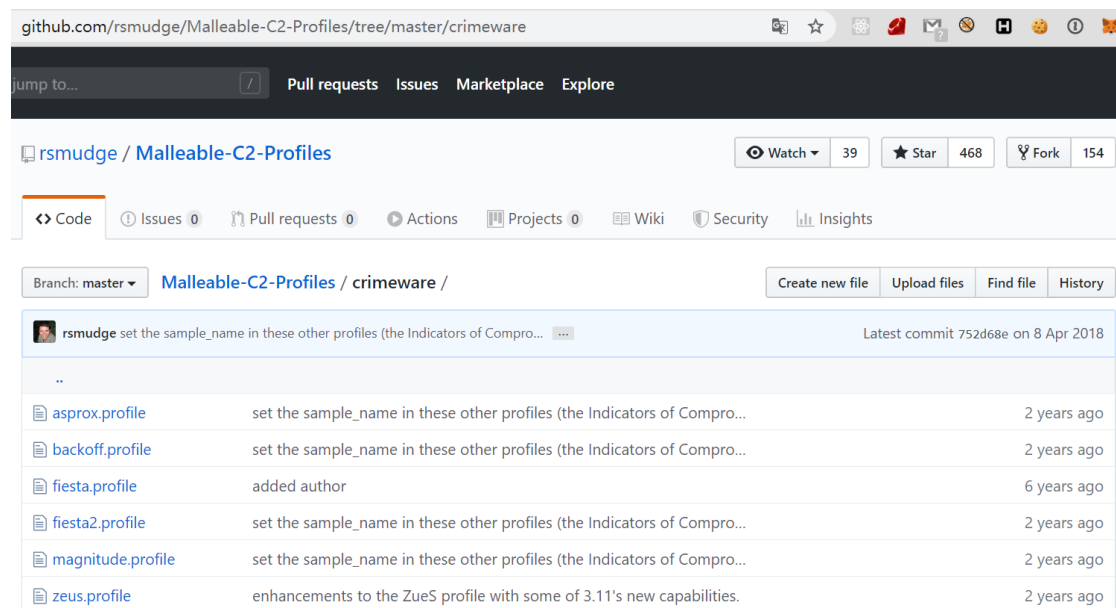 github.com/rsmudge/Malleable-C2-Profiles/tree/master/crimeware
jump to... / Pull requests Issues Marketplace Explore
rsmudge / Malleable-C2-Profiles Watch 39 Star 468 Fork 154
Code Issues 0 Pull requests 0 Actions Projects 0 Wiki Security Insights
Branch: master Malleable-C2-Profiles / crimeware / Create new file Upload files Find file History
rsmudge set the sample_name in these other profiles (the Indicators of Compro... ... Latest commit 752d68e on 8 Apr 2018
..
asprox.profile set the sample_name in these other profiles (the Indicators of Compro... 2 years ago
backoff.profile set the sample_name in these other profiles (the Indicators of Compro... 2 years ago
fiesta.profile added author 6 years ago
fiesta2.profile set the sample_name in these other profiles (the Indicators of Compro... 2 years ago
magnitude.profile set the sample_name in these other profiles (the Indicators of Compro... 2 years ago
zeus.profile enhancements to the ZueS profile with some of 3.11's new capabilities. 2 years ago